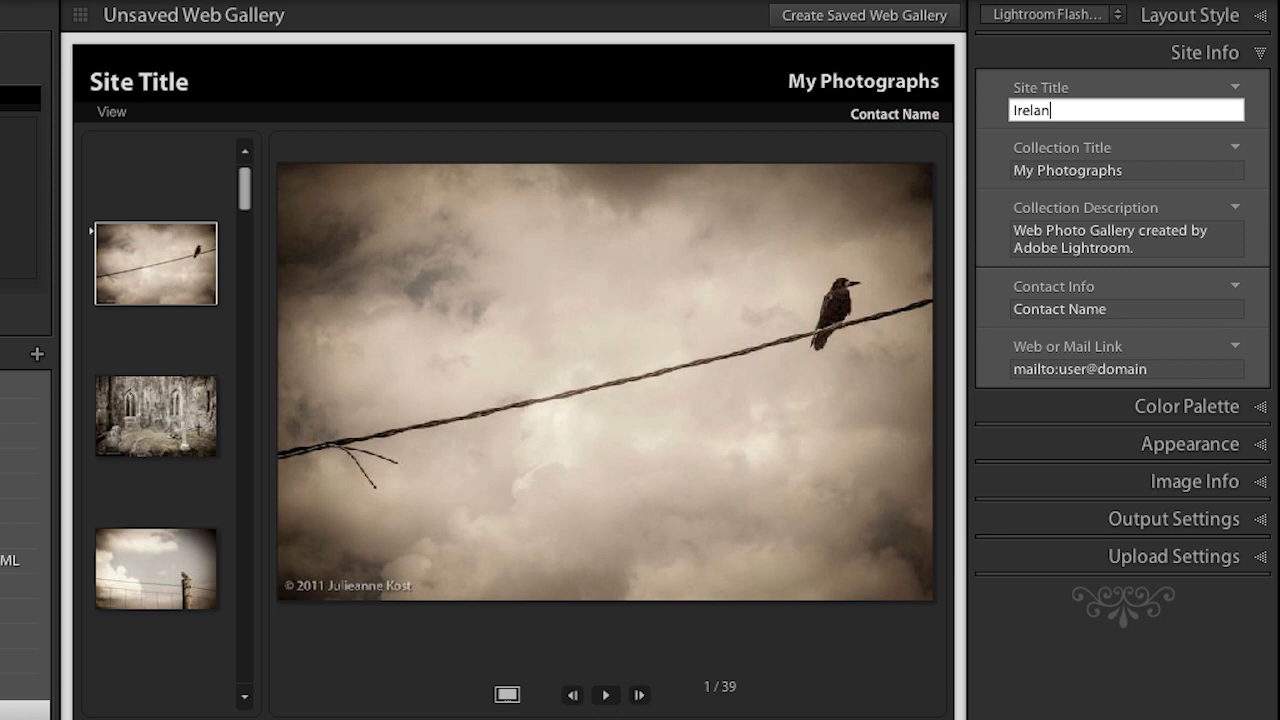 Unsaved Web Gallery
Create Saved Web Gallery
Lightroom Flash...
Layout Style
Site Info
Site Title
My Photographs
View
Contact Name
Site Title
Irelan
Collection Title
My Photographs
Collection Description
Web Photo Gallery created by
Adobe Lightroom.
Contact Info
Contact Name
Web or Mail Link
mailto:user@domain
Color Palette
Appearance
Image Info
Output Settings
Upload Settings
ML
© 2011 Julieanne Kost
1 / 39